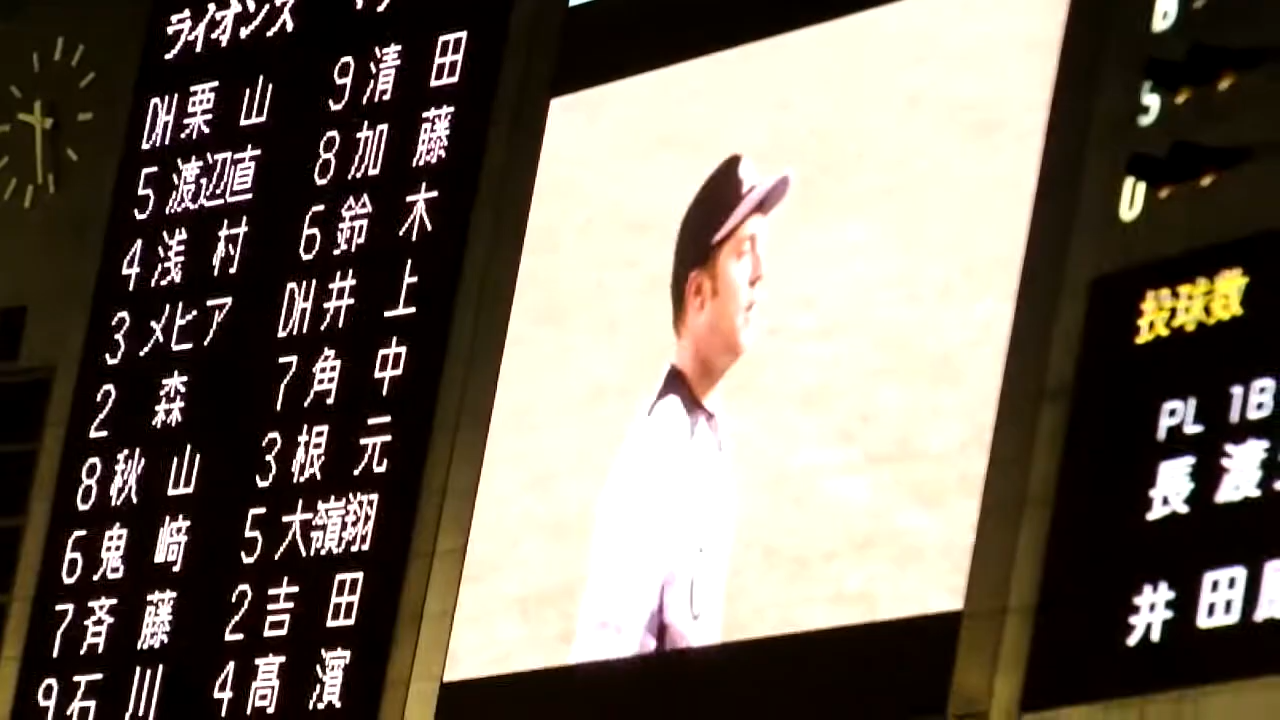 ライオンズ
DH栗山
5渡辺直
4浅村
3メヒア
2森
8秋山
6鬼﨑
7斉藤
9石川
9清田
8加藤
6鈴木
DH井上
7角中
3根元
5大嶺翔
2吉田
4高濱
B
S
O
投球数
PL 1B
長 渡
井 田